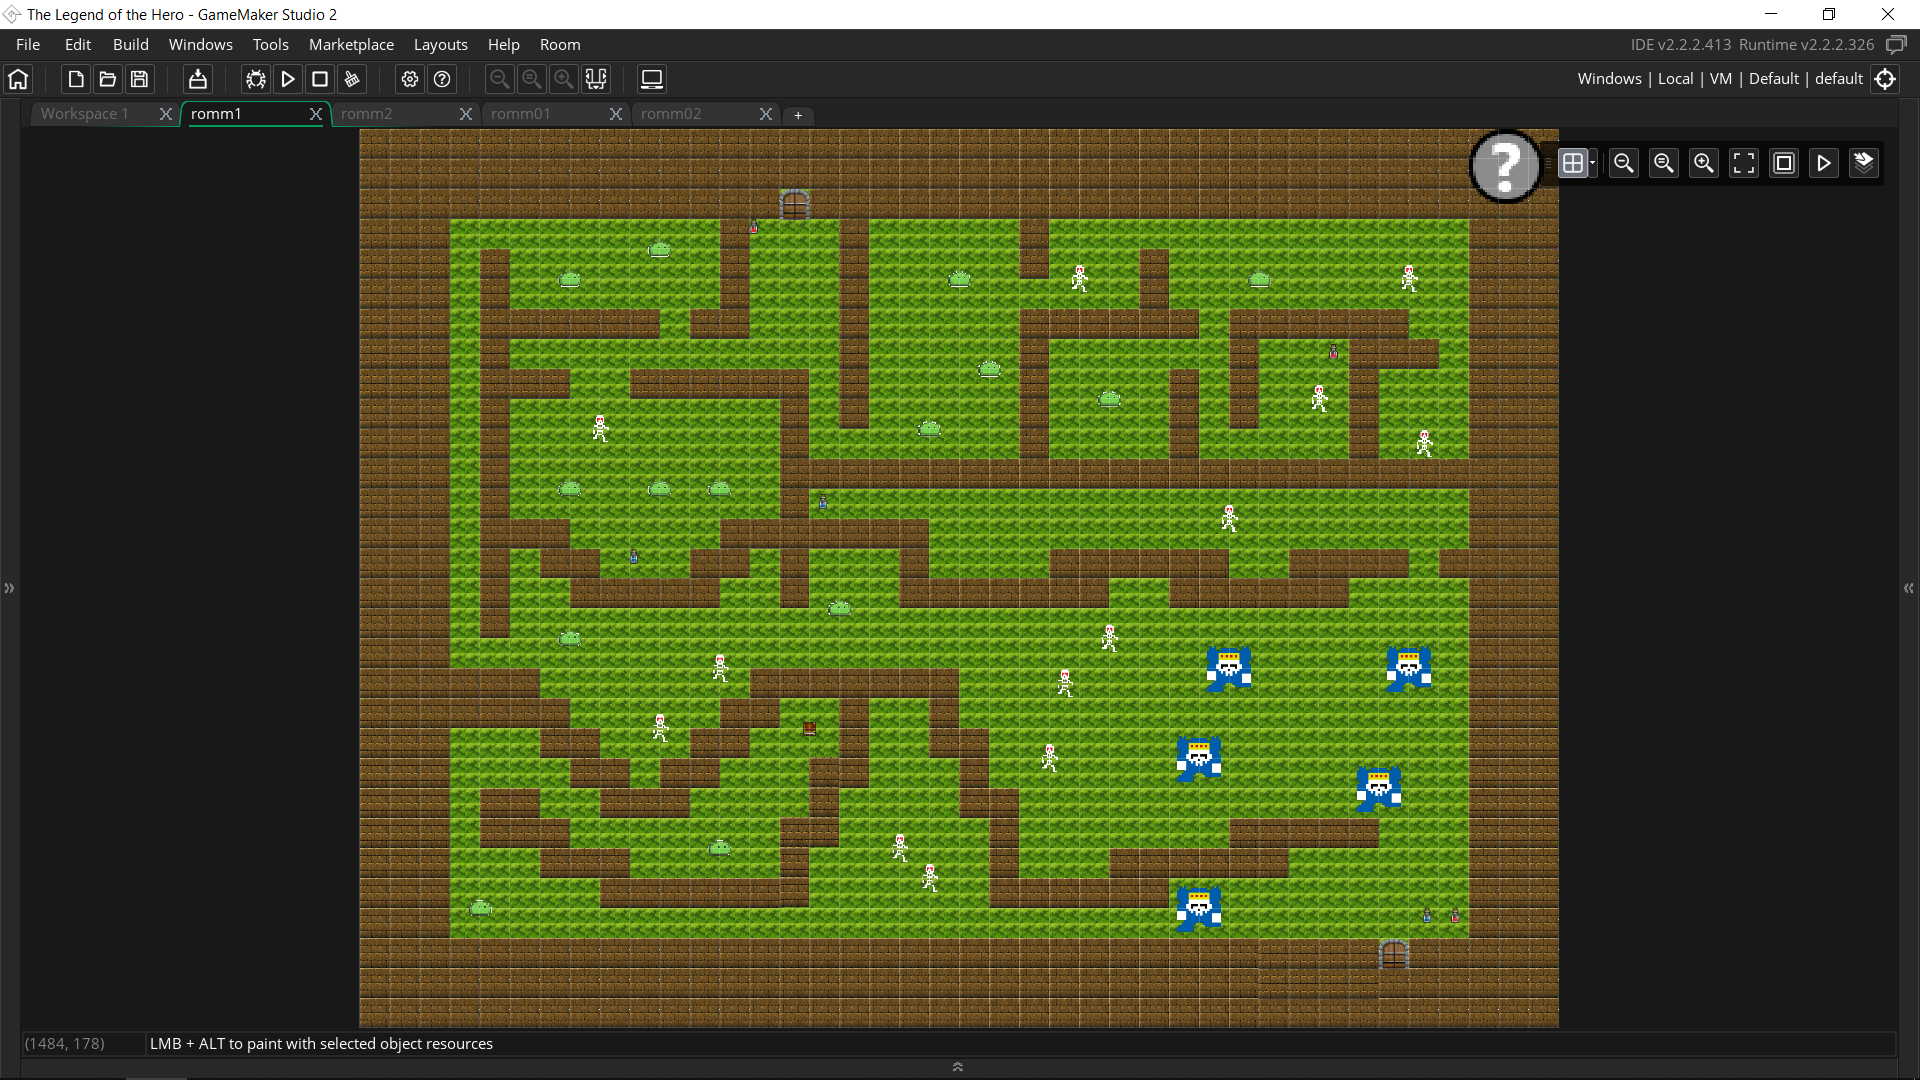 The Legend of the Hero - GameMaker Studio 2
File Edit Build Windows Tools Marketplace Layouts Help Room
IDE v2.2.2.413 Runtime v2.2.2.326
Windows | Local | VM | Default | default
Workspace 1 romm1 romm2 romm01 romm02 +
?
(1484, 178) LMB + ALT to paint with selected object resources